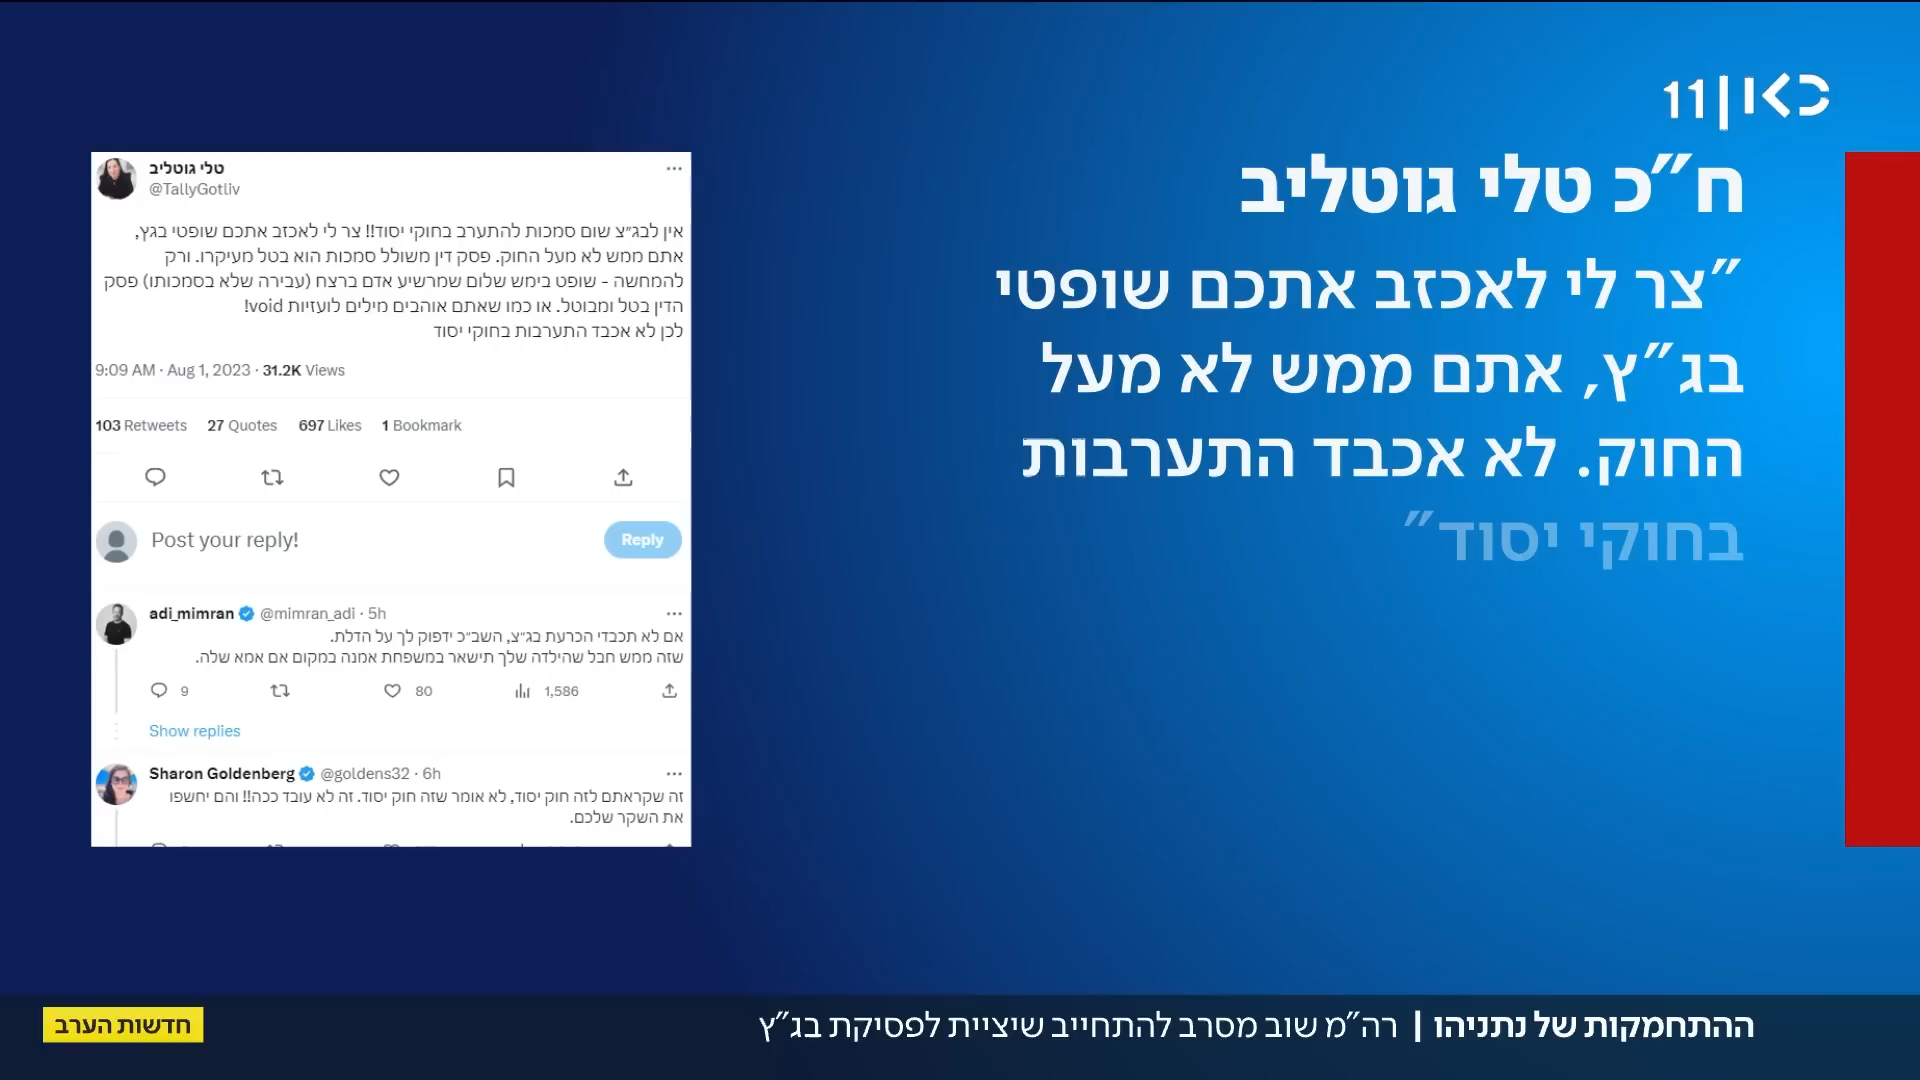 כאן|11
ח"כ טלי גוטליב
"צר לי לאכזב אתכם שופטי
בג"ץ, אתם ממש לא מעל
החוק. לא אכבד התערבות
בחוקי יסוד"
טלי גוטליב
@TallyGotliv
אין לבג״צ שום סמכות להתערב בחוקי יסוד!! צר לי לאכזב אתכם שופטי בגץ,
אתם ממש לא מעל החוק. פסק דין משולל סמכות הוא בטל מעיקרו. ורק
להמחשה - שופט בימש שלום שמרשיע אדם ברצח (עבירה שלא בסמכותו) פסק
הדין בטל ומבוטל. או כמו שאתם אוהבים מילים לועזיות void!
לכן לא אכבד התערבות בחוקי יסוד
9:09 AM · Aug 1, 2023 · 31.2K Views
103 Retweets 27 Quotes 697 Likes 1 Bookmark
Post your reply!
Reply
adi_mimran @mimran_adi · 5h
אם לא תכבדי הכרעת בג״צ, השב״כ ידפוק לך על הדלת.
שזה ממש חבל שהילדה שלך תישאר במשפחת אמנה במקום אם אמא שלה.
9 80 1,586
Show replies
Sharon Goldenberg @goldens32 · 6h
זה שקראתם לזה חוק יסוד, לא אומר שזה חוק יסוד. זה לא עובד ככה!! והם יחשפו
את השקר שלכם.
ההתחמקות של נתניהו | רה"מ שוב מסרב להתחייב שיציית לפסיקת בג"ץ
חדשות הערב